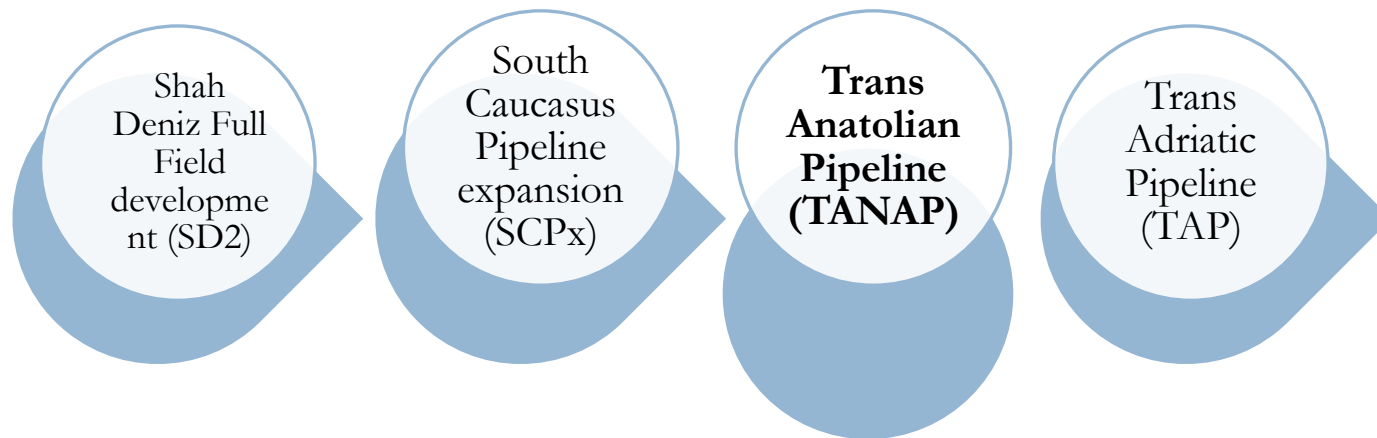 Shah
Deniz Full
Field
developme
nt (SD2)
South
Caucasus
Pipeline
expansion
(SCPx)
Trans
Anatolian
Pipeline
(TANAP)
Trans
Adriatic
Pipeline
(TAP)